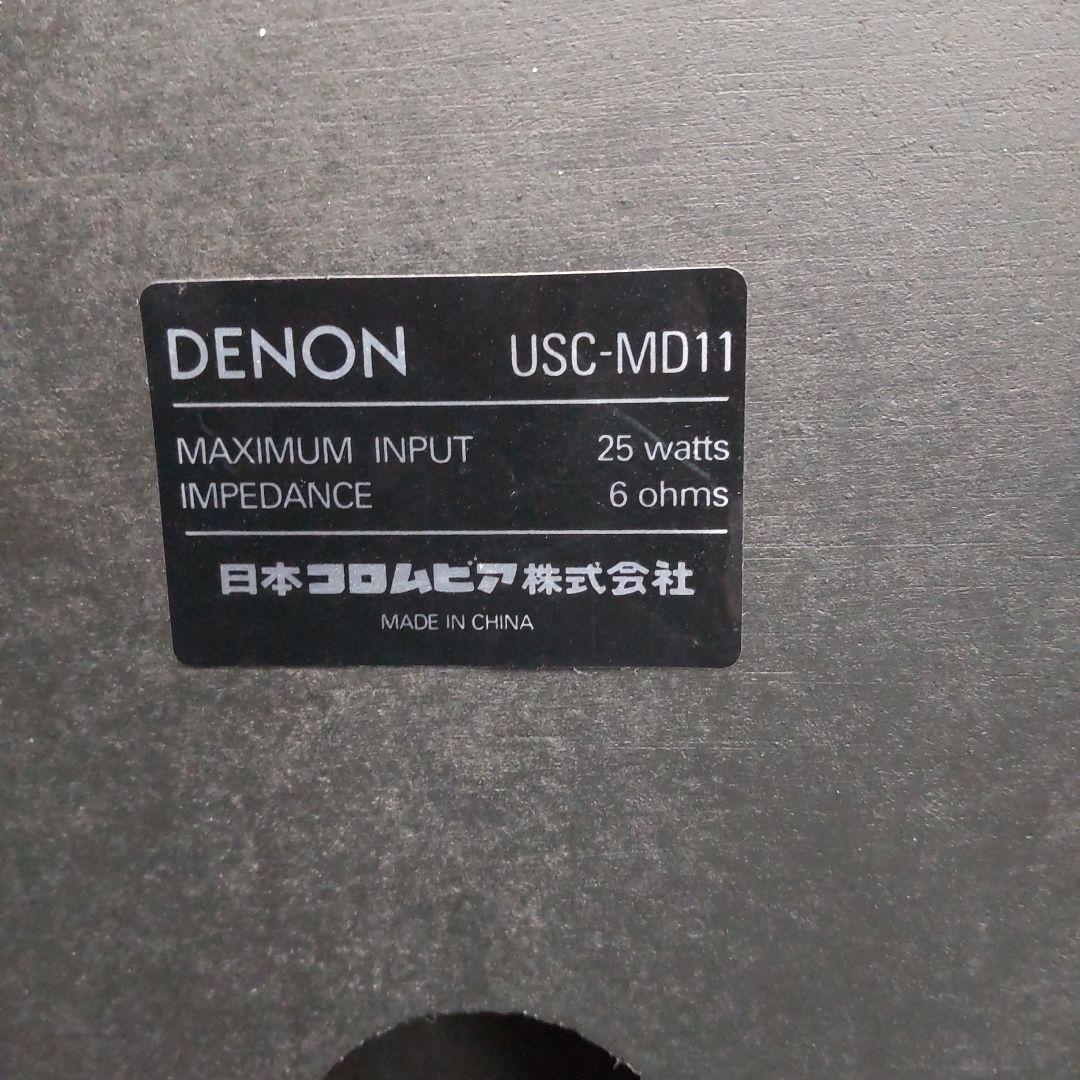 DENON USC-MD11
MAXIMUM INPUT 25 watts
IMPEDANCE 6 ohms
日本コロムビア株式会社
MADE IN CHINA